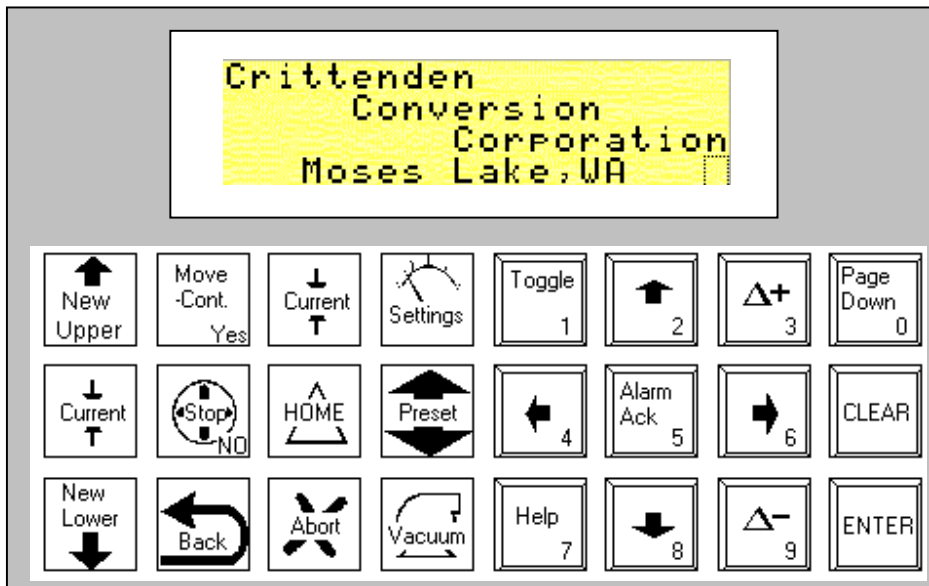 Crittenden
Conversion
Corporation
Moses Lake,WA
New Upper
Move -Cont. Yes
Current
Settings
Toggle 1
2
Δ+ 3
Page Down 0
Current
Stop NO
HOME
Preset
4
Alarm Ack 5
6
CLEAR
New Lower
Back
Abort
Vacuum
Help 7
8
Δ- 9
ENTER